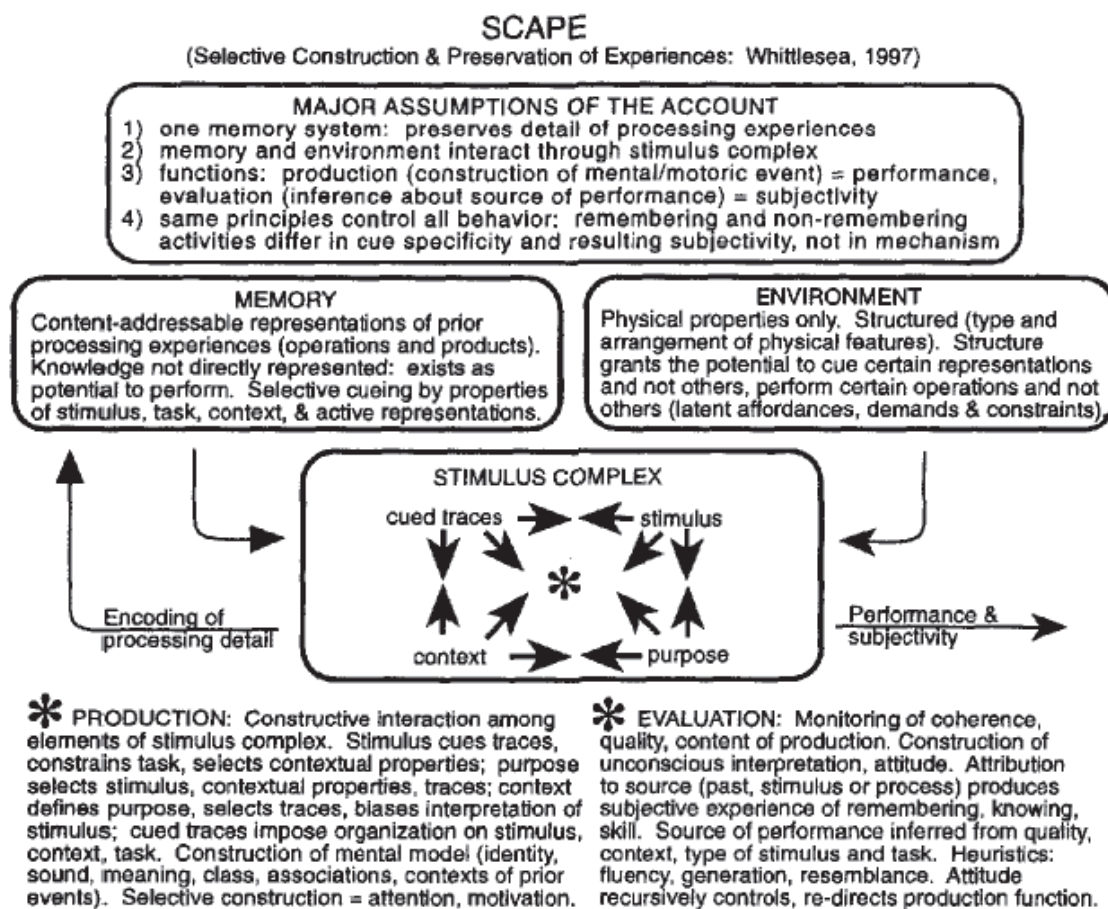 SCAPE
(Selective Construction & Preservation of Experiences: Whittlesea, 1997)
MAJOR ASSUMPTIONS OF THE ACCOUNT
1) one memory system: preserves detail of processing experiences
2) memory and environment interact through stimulus complex
3) functions: production (construction of mental/motoric event) = performance,
evaluation (inference about source of performance) = subjectivity
4) same principles control all behavior: remembering and non-remembering
activities differ in cue specificity and resulting subjectivity, not in mechanism
MEMORY
Content-addressable representations of prior
processing experiences (operations and products).
Knowledge not directly represented: exists as
potential to perform. Selective cueing by properties
of stimulus, task, context, & active representations.
ENVIRONMENT
Physical properties only. Structured (type and
arrangement of physical features). Structure
grants the potential to cue certain representations
and not others, perform certain operations and not
others (latent affordances, demands & constraints).
STIMULUS COMPLEX
cued traces
stimulus
*
context
purpose
Encoding of
processing detail
Performance &
subjectivity
* PRODUCTION: Constructive interaction among
elements of stimulus complex. Stimulus cues traces,
constrains task, selects contextual properties; purpose
selects stimulus, contextual properties, traces; context
defines purpose, selects traces, biases interpretation of
stimulus; cued traces impose organization on stimulus,
context, task. Construction of mental model (identity,
sound, meaning, class, associations, contexts of prior
events). Selective construction = attention, motivation.
* EVALUATION: Monitoring of coherence,
quality, content of production. Construction of
unconscious interpretation, attitude. Attribution
to source (past, stimulus or process) produces
subjective experience of remembering, knowing,
skill. Source of performance inferred from quality,
context, type of stimulus and task. Heuristics:
fluency, generation, resemblance. Attitude
recursively controls, re-directs production function.